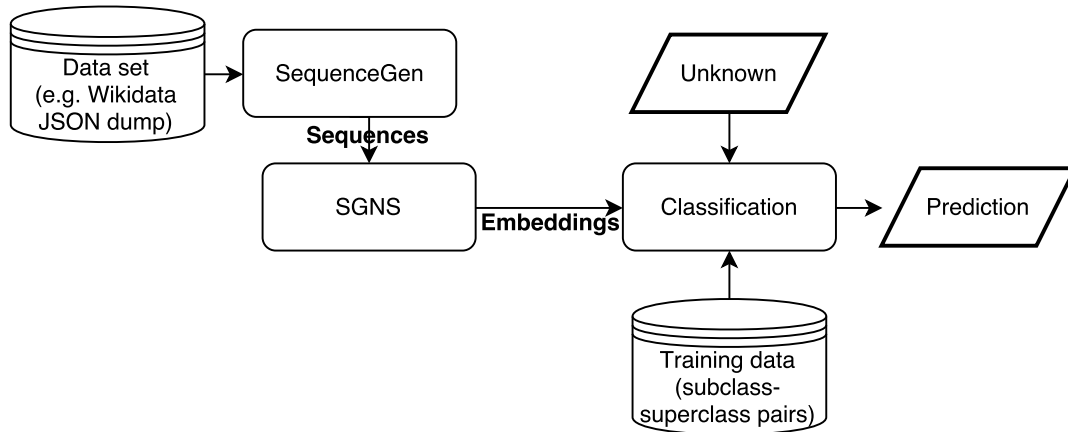 Data set
(e.g. Wikidata
JSON dump)
SequenceGen
Sequences
SGNS
Embeddings
Unknown
Classification
Prediction
Training data
(subclass-
superclass pairs)